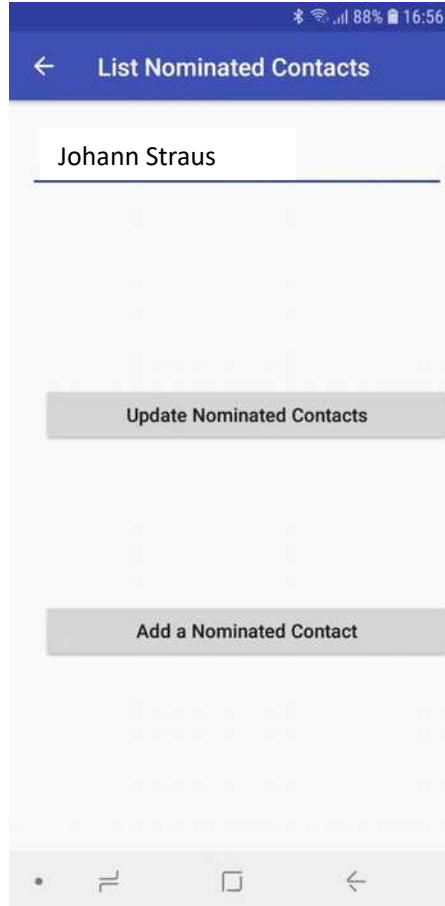 88% 16:56
List Nominated Contacts
Johann Straus
Update Nominated Contacts
Add a Nominated Contact